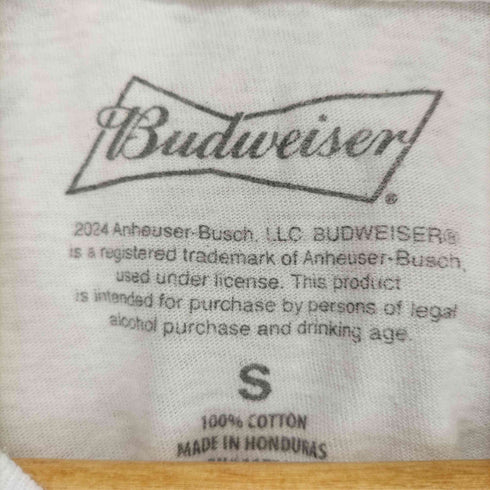 Budweiser®
2024 Anheuser-Busch, LLC. BUDWEISER®
is a registered trademark of Anheuser-Busch,
used under license. This product
is intended for purchase by persons of legal
alcohol purchase and drinking age.
S
100% COTTON
MADE IN HONDURAS